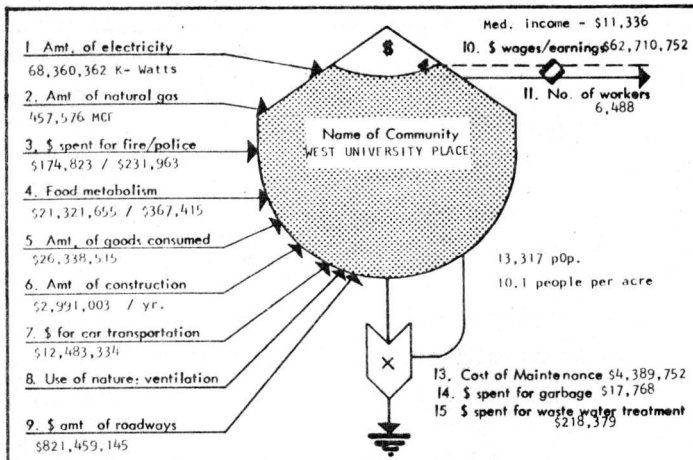 1 Amt. of electricity
68,360,362 K- Watts
2. Amt of natural gas
457,576 MCF
3. $ spent for fire/police
$174,823 / $231,963
4. Food metabolism
$21,321,655 / $367,415
5 Amt. of goods consumed
$26,338,515
6. Amt of construction
$2,991,003 / yr.
7. $ for car transportation
$12,483,334
8. Use of nature: ventilation
9. $ amt of roadways
$821,459,145
$
Name of Community
WEST UNIVERSITY PLACE
Med. income - $11,336
10. $ wages/earnings $62,710,752
11. No. of workers
6,488
13,317 pOp.
10.1 people per acre
X
13. Cost of Maintenance $4,389,752
14. $ spent for garbage $17,768
15 $ spent for waste water treatment
$218,379